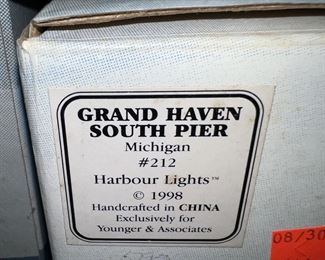 GRAND HAVEN
SOUTH PIER
Michigan
#212
Harbour Lights™
© 1998
Handcrafted in CHINA
Exclusively for
Younger & Associates
08/30